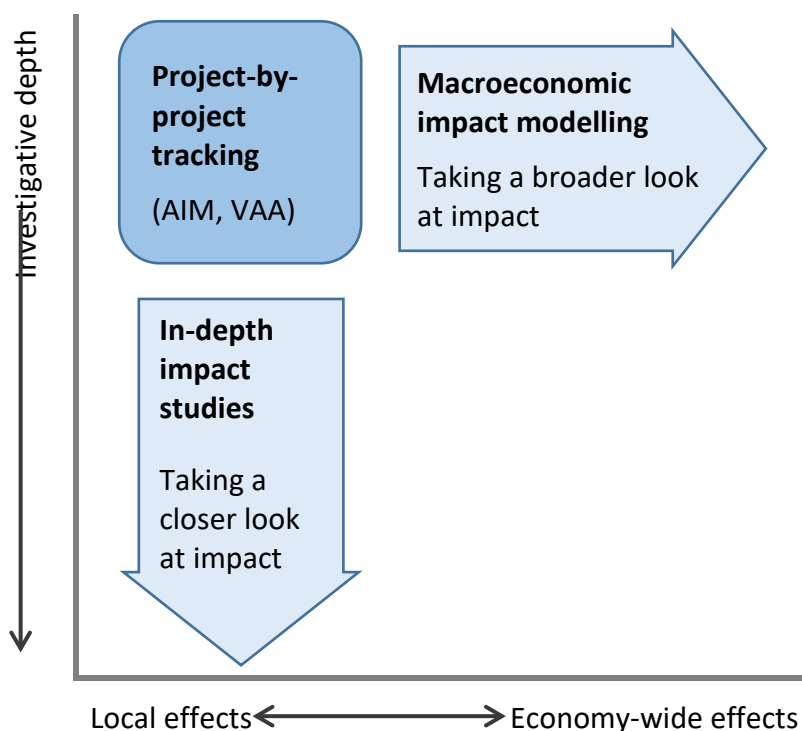 Investigative depth
Project-by-
project
tracking
(AIM, VAA)
Macroeconomic
impact modelling
Taking a broader look
at impact
In-depth
impact
studies
Taking a
closer look
at impact
Local effects
Economy-wide effects